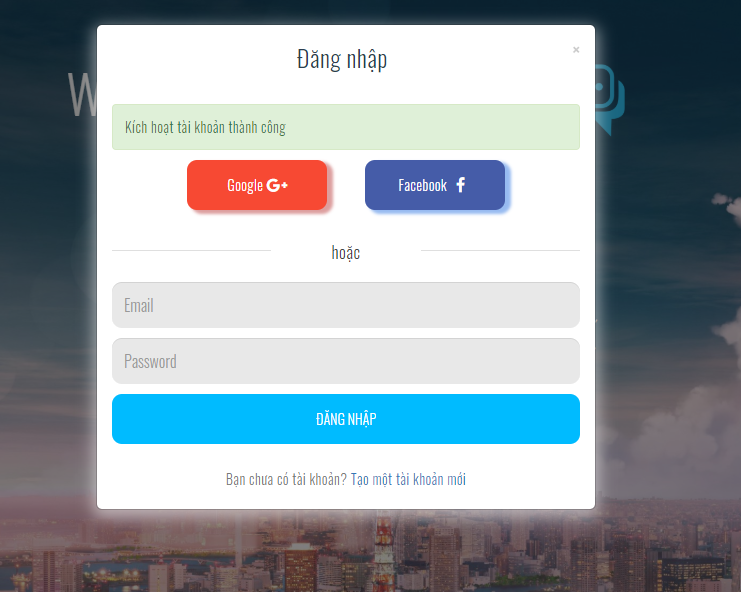 W
Đăng nhập
×
Kích hoạt tài khoản thành công
Google G+
Facebook f
hoặc
Email
Password
ĐĂNG NHẬP
Bạn chưa có tài khoản? Tạo một tài khoản mới